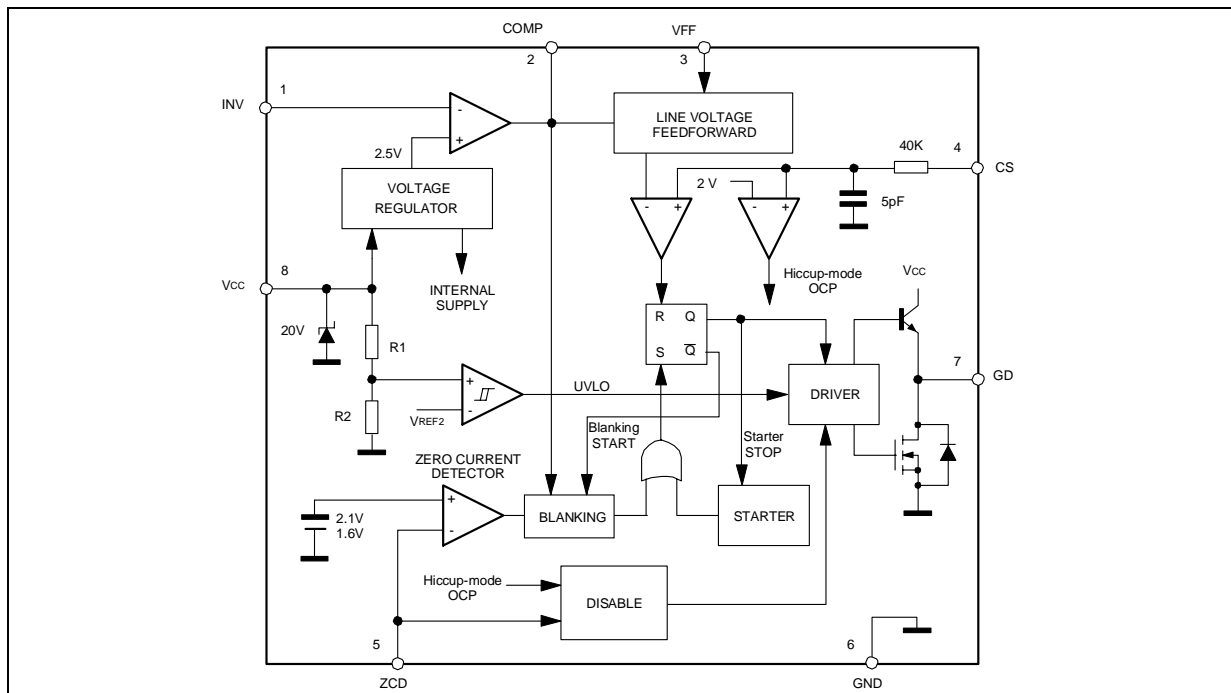 COMP
VFF
2
3
1
INV
-
+
LINE VOLTAGE
FEEDFORWARD
2.5V
40K
4
CS
VOLTAGE
REGULATOR
2 V
-
+
-
+
5pF
8
VCC
INTERNAL
SUPPLY
Hiccup-mode
OCP
VCC
20V
R1
R
Q
S
Q
7
GD
+
-
UVLO
DRIVER
R2
VREF2
Blanking
START
Starter
STOP
ZERO CURRENT
DETECTOR
+
-
2.1V
1.6V
BLANKING
STARTER
Hiccup-mode
OCP
DISABLE
5
6
ZCD
GND